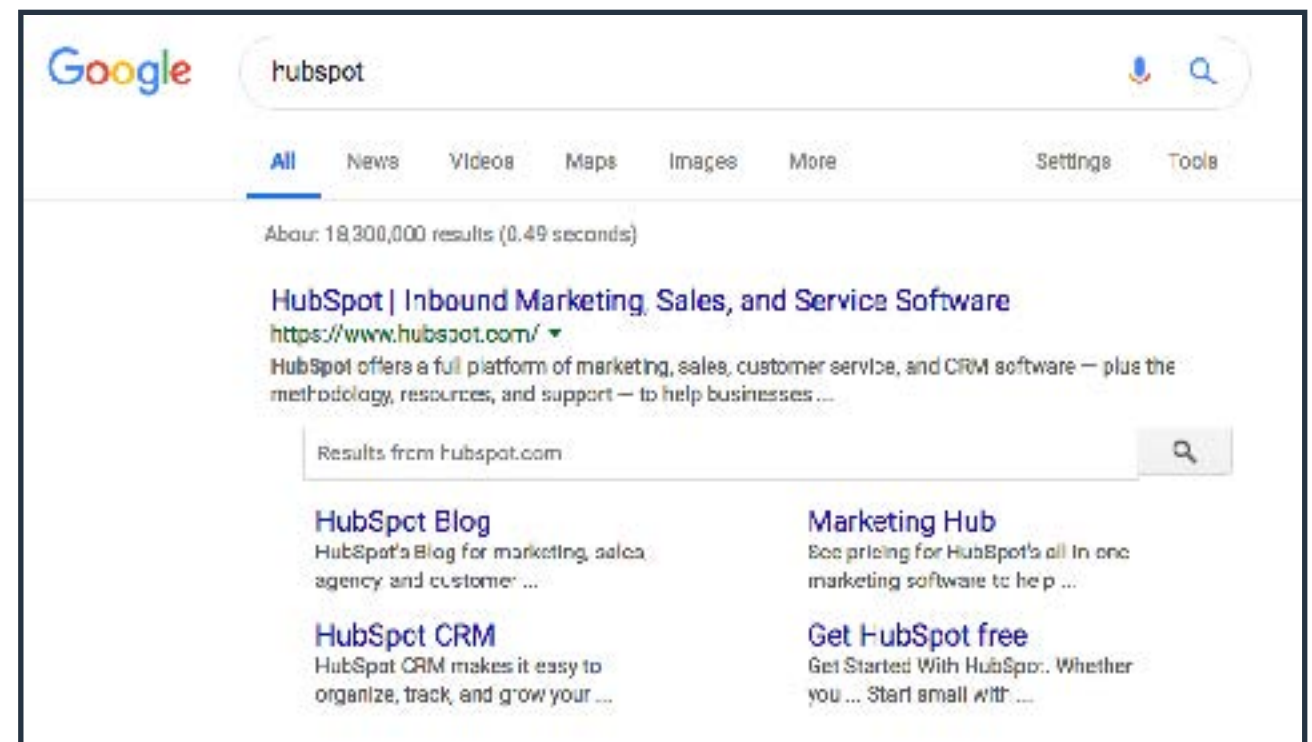 Google hubspot
All News Videos Maps Images More Settings Tools
About 18,300,000 results (0.49 seconds)
HubSpot | Inbound Marketing, Sales, and Service Software
https://www.hubspot.com/
HubSpot offers a full platform of marketing, sales, customer service, and CRM software — plus the
methodology, resources, and support — to help businesses ...
Results from hubspot.com
HubSpot Blog
HubSpot's Blog for marketing, sales,
agency and customer ...
Marketing Hub
See pricing for HubSpot's all in one
marketing software to help ...
HubSpot CRM
HubSpot CRM makes it easy to
organize, track, and grow your ...
Get HubSpot free
Get Started With HubSpot. Whether
you ... Start small with ...